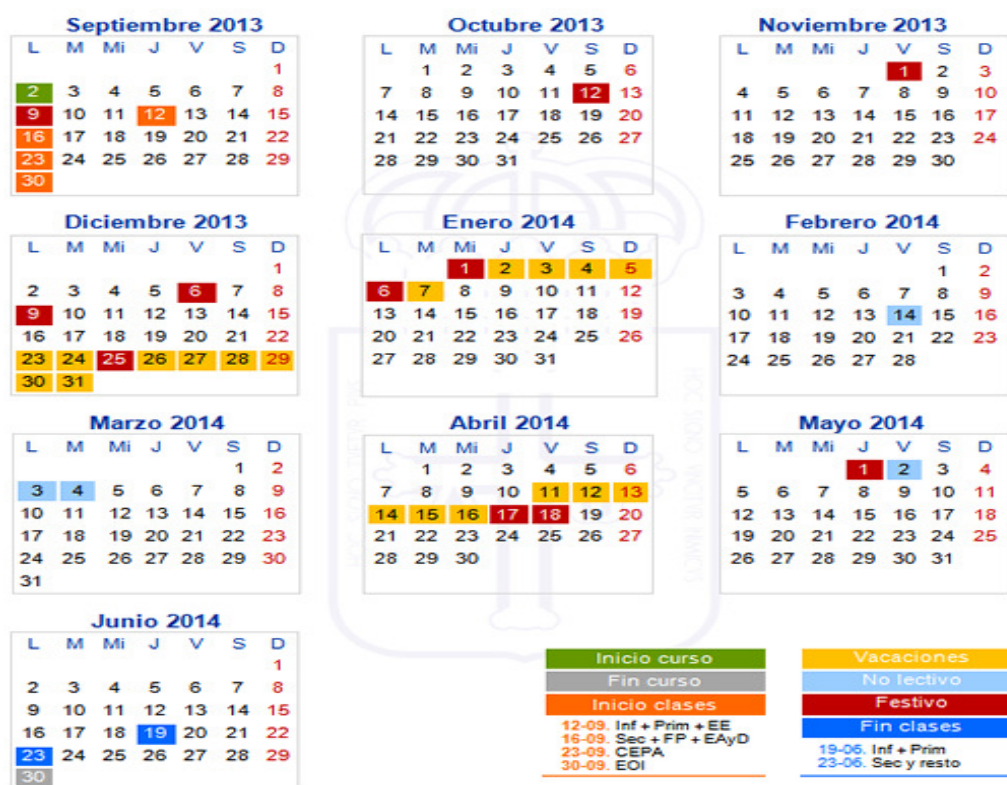 Septiembre 2013
L M Mi J V S D
1
2 3 4 5 6 7 8
9 10 11 12 13 14 15
16 17 18 19 20 21 22
23 24 25 26 27 28 29
30
Octubre 2013
L M Mi J V S D
1 2 3 4 5 6
7 8 9 10 11 12 13
14 15 16 17 18 19 20
21 22 23 24 25 26 27
28 29 30 31
Noviembre 2013
L M Mi J V S D
1 2 3
4 5 6 7 8 9 10
11 12 13 14 15 16 17
18 19 20 21 22 23 24
25 26 27 28 29 30
Diciembre 2013
L M Mi J V S D
1
2 3 4 5 6 7 8
9 10 11 12 13 14 15
16 17 18 19 20 21 22
23 24 25 26 27 28 29
30 31
Enero 2014
L M Mi J V S D
1 2 3 4 5
6 7 8 9 10 11 12
13 14 15 16 17 18 19
20 21 22 23 24 25 26
27 28 29 30 31
Febrero 2014
L M Mi J V S D
1 2
3 4 5 6 7 8 9
10 11 12 13 14 15 16
17 18 19 20 21 22 23
24 25 26 27 28
Marzo 2014
L M Mi J V S D
1 2
3 4 5 6 7 8 9
10 11 12 13 14 15 16
17 18 19 20 21 22 23
24 25 26 27 28 29 30
31
Abril 2014
L M Mi J V S D
1 2 3 4 5 6
7 8 9 10 11 12 13
14 15 16 17 18 19 20
21 22 23 24 25 26 27
28 29 30
Mayo 2014
L M Mi J V S D
1 2 3 4
5 6 7 8 9 10 11
12 13 14 15 16 17 18
19 20 21 22 23 24 25
26 27 28 29 30 31
Junio 2014
L M Mi J V S D
1
2 3 4 5 6 7 8
9 10 11 12 13 14 15
16 17 18 19 20 21 22
23 24 25 26 27 28 29
30
Inicio curso
Fin curso
Inicio clases
12-09. Inf + Prim + EE
16-09. Sec + FP + EAyD
23-09. CEPA
30-09. EOI
Vacaciones
No lectivo
Festivo
Fin clases
19-06. Inf + Prim
23-06. Sec y resto